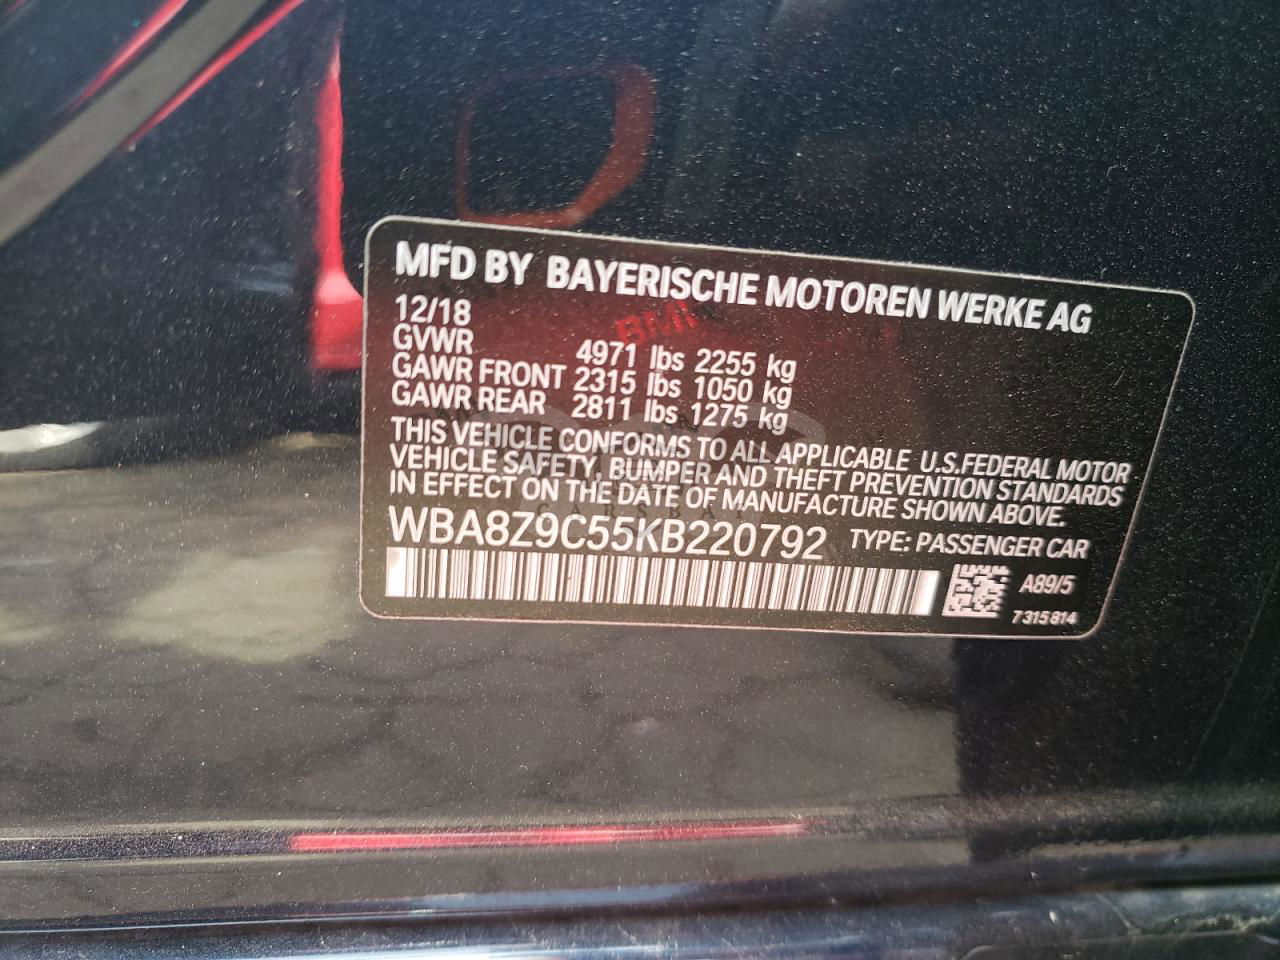 MFD BY BAYERISCHE MOTOREN WERKE AG
12/18
GVWR 4971 lbs 2255 kg
GAWR FRONT 2315 lbs 1050 kg
GAWR REAR 2811 lbs 1275 kg
THIS VEHICLE CONFORMS TO ALL APPLICABLE U.S.FEDERAL MOTOR
VEHICLE SAFETY, BUMPER AND THEFT PREVENTION STANDARDS
IN EFFECT ON THE DATE OF MANUFACTURE SHOWN ABOVE.
WBA8Z9C55KB220792 TYPE: PASSENGER CAR
A89/5
7 315 814